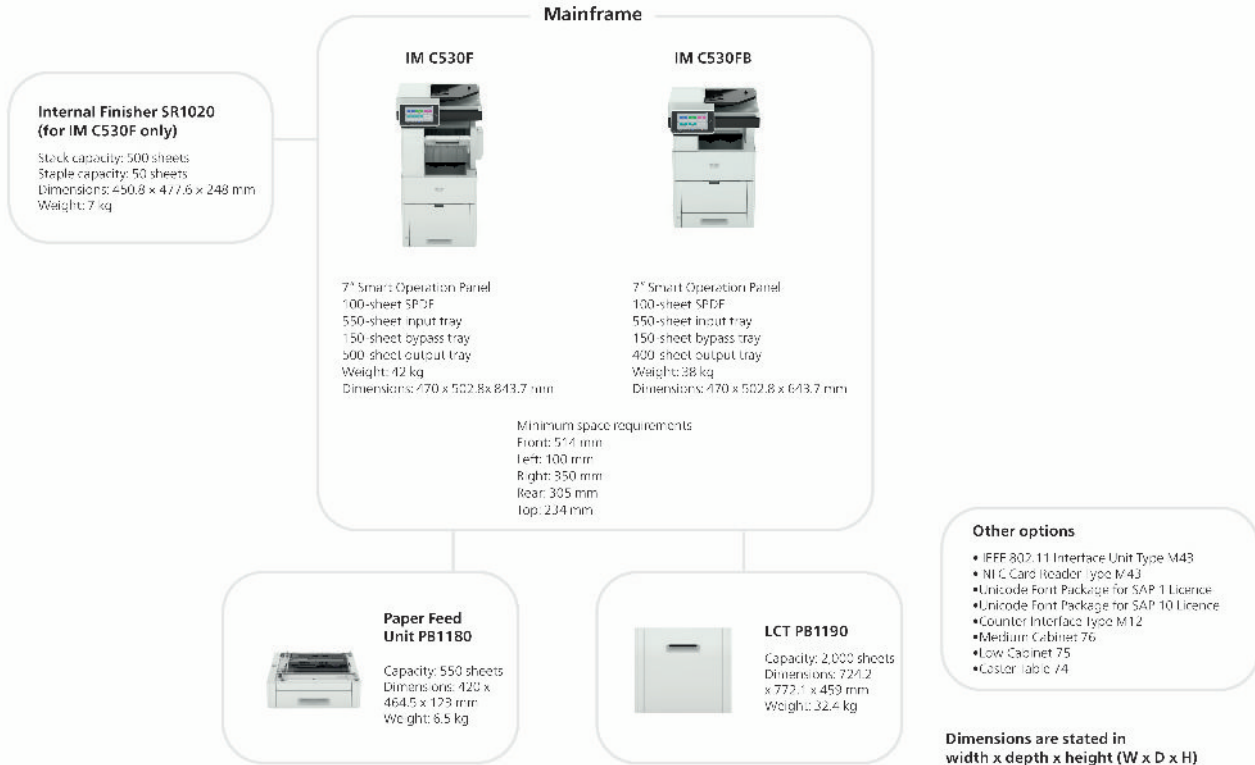 Mainframe
IM C530F
IM C530FB
Internal Finisher SR1020
(for IM C530F only)
Stack capacity: 500 sheets
Staple capacity: 50 sheets
Dimensions: 450.8 x 477.6 x 248 mm
Weight: 7 kg
7" Smart Operation Panel
100-sheet SPDF
550-sheet input tray
150-sheet bypass tray
500-sheet output tray
Weight: 42 kg
Dimensions: 470 x 502.8x 843.7 mm
7" Smart Operation Panel
100-sheet SPDF
550-sheet input tray
150-sheet bypass tray
400-sheet output tray
Weight: 38 kg
Dimensions: 470 x 502.8 x 643.7 mm
Minimum space requirements
Front: 514 mm
Left: 100 mm
Right: 350 mm
Rear: 305 mm
Top: 234 mm
Paper Feed
Unit PB1180
Capacity: 550 sheets
Dimensions: 420 x
464.5 x 123 mm
Weight: 6.5 kg
LCT PB1190
Capacity: 2,000 sheets
Dimensions: 724.2
x 772.1 x 459 mm
Weight: 32.4 kg
Other options
• IEEE 802.11 Interface Unit Type M43
• NFC Card Reader Type M43
•Unicode Font Package for SAP 1 Licence
•Unicode Font Package for SAP 10 Licence
•Counter Interface Type M12
•Medium Cabinet 76
•Low Cabinet 75
•Caster Table 74
Dimensions are stated in
width x depth x height (W x D x H)